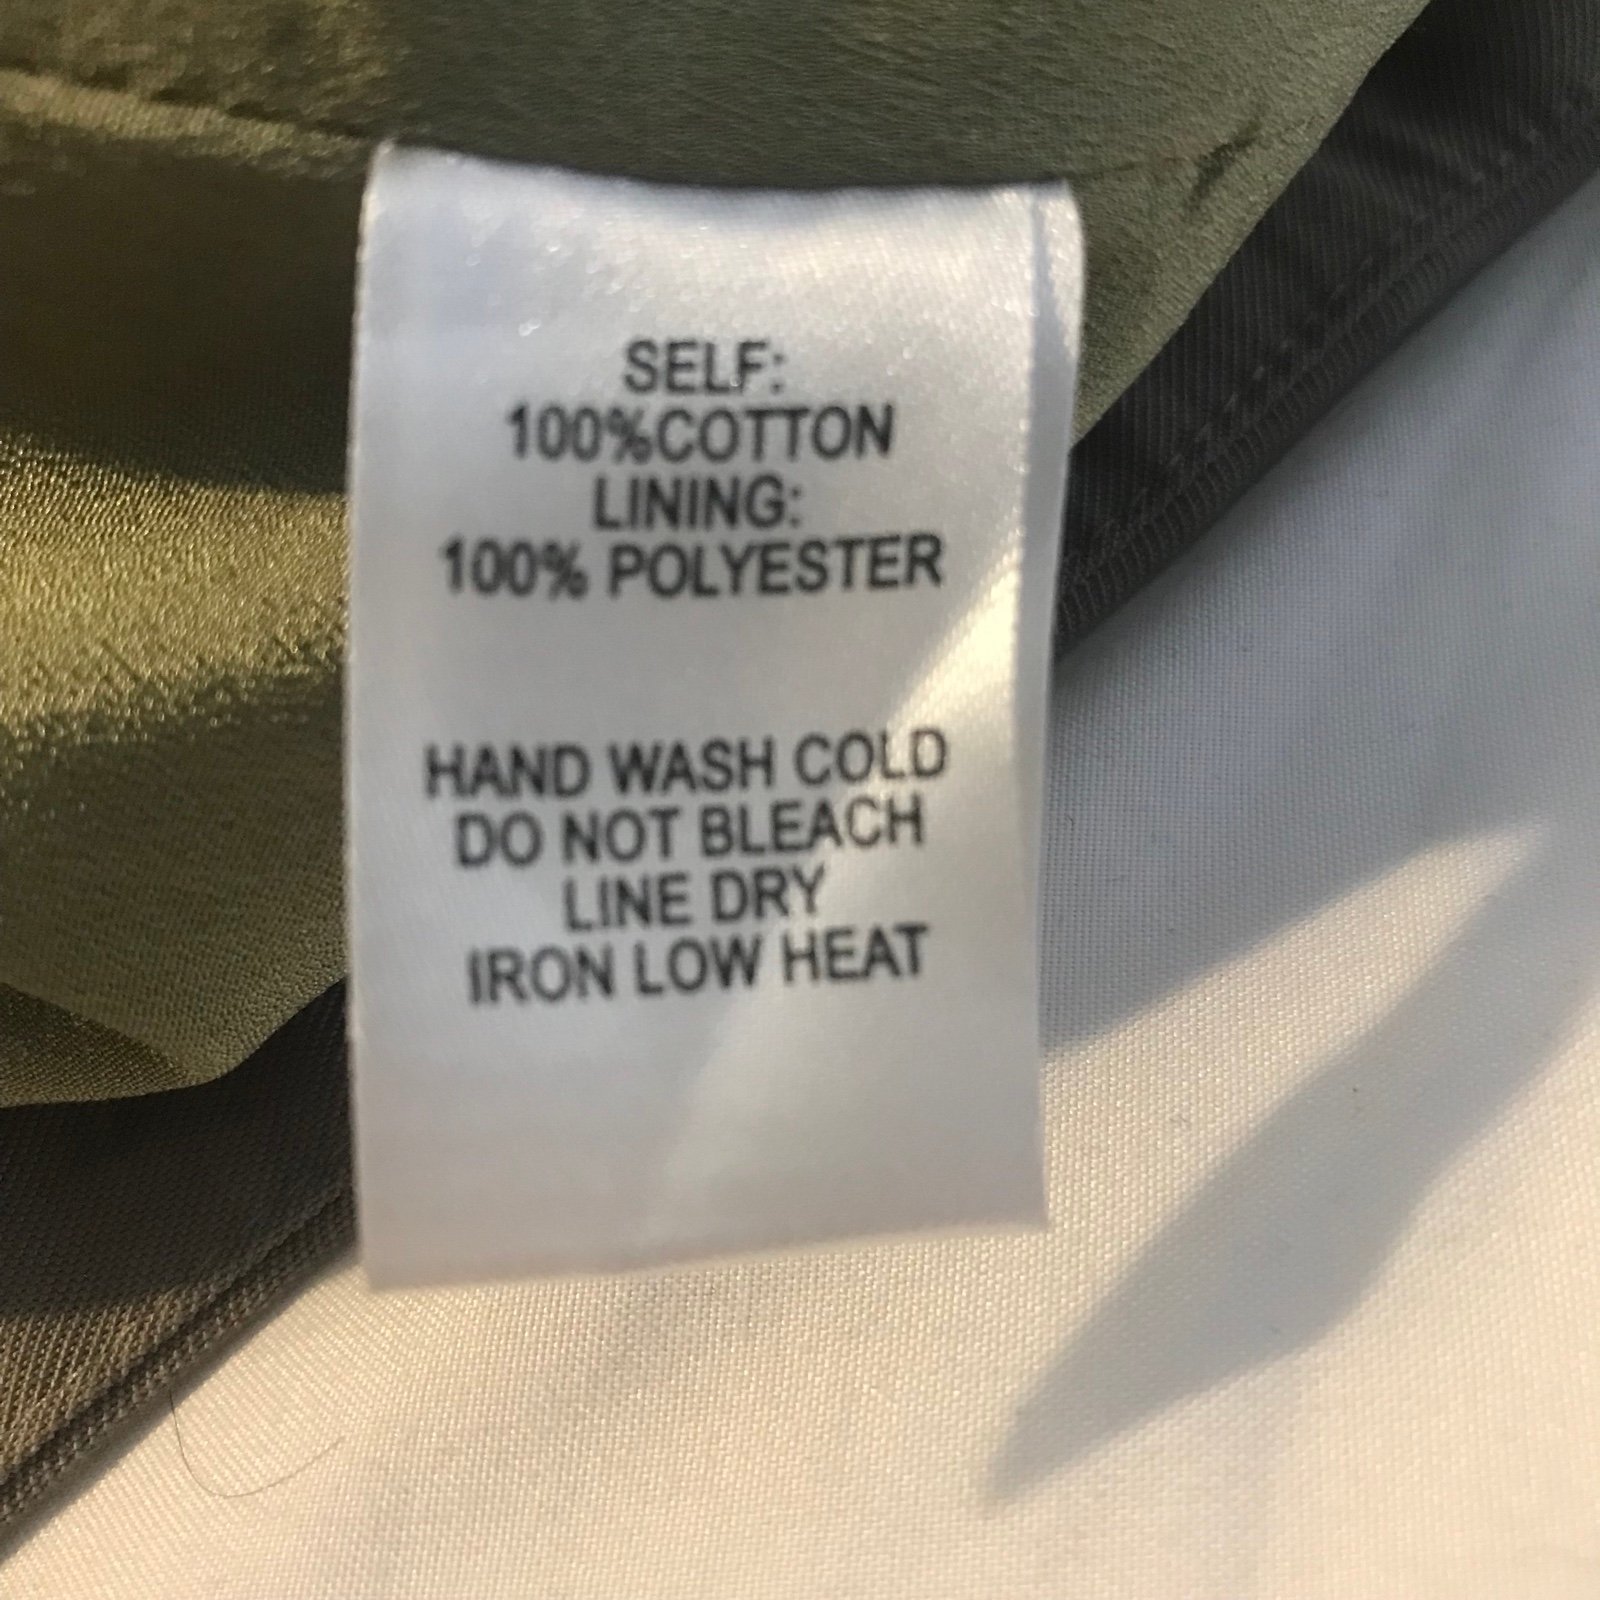 SELF:
100%COTTON
LINING:
100% POLYESTER
HAND WASH COLD
DO NOT BLEACH
LINE DRY
IRON LOW HEAT